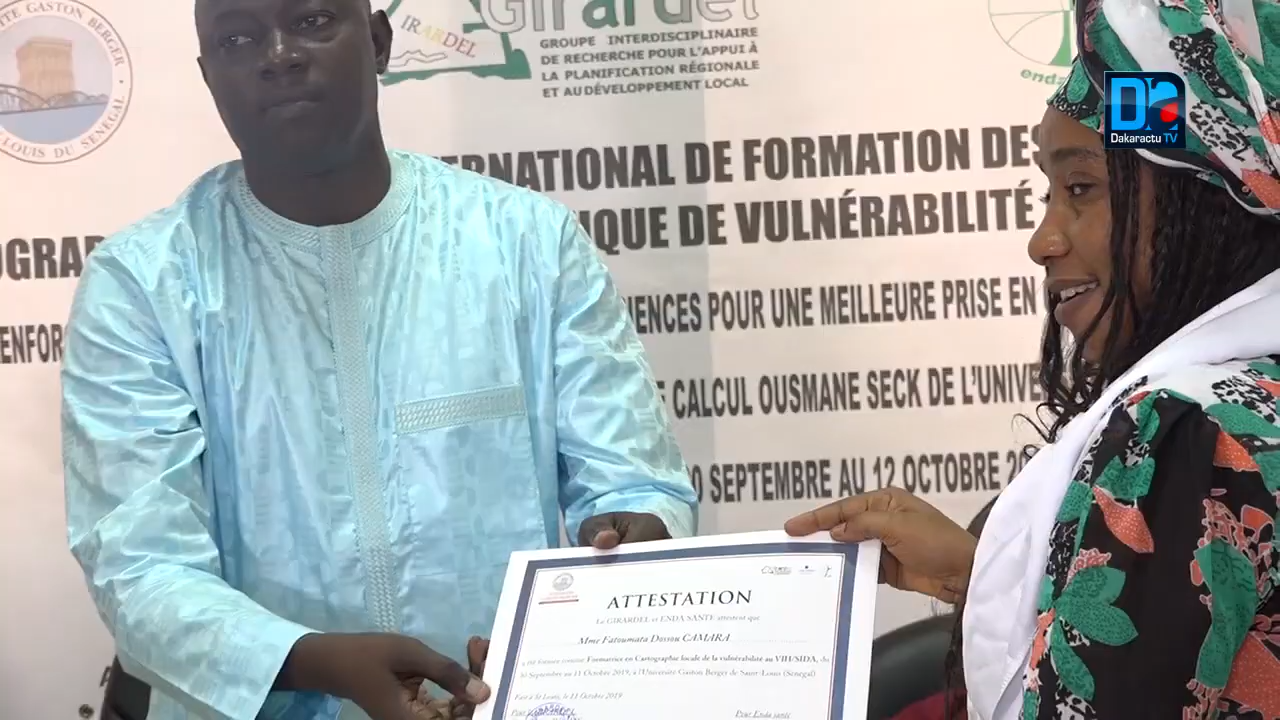 GASTON BERGER
LOUIS DU SENEGAL
IRARDEL
Girardel
GROUPE INTERDISCIPLINAIRE
DE RECHERCHE POUR L'APPUI À
LA PLANIFICATION RÉGIONALE
ET AU DÉVELOPPEMENT LOCAL
enda
Dakaractu TV
ERNATIONAL DE FORMATION DES
OGRAP IQUE DE VULNÉRABILITÉ
ENFOR IENCES POUR UNE MEILLEURE PRISE EN
E CALCUL OUSMANE SECK DE L'UNIVE
0 SEPTEMBRE AU 12 OCTOBRE 20
ATTESTATION
Le GIRARDEL et ENDA SANTE attestent que
Mme Fatoumata Dossou CAMARA
a été formée comme Formatrice en Cartographie locale de la vulnérabilité au VIH/SIDA, du
30 Septembre au 11 Octobre 2019, à l'Université Gaston Berger de Saint-Louis (Sénégal)
Fait à St Louis, le 11 Octobre 2019
Pour GIRARDEL Pour Enda santé